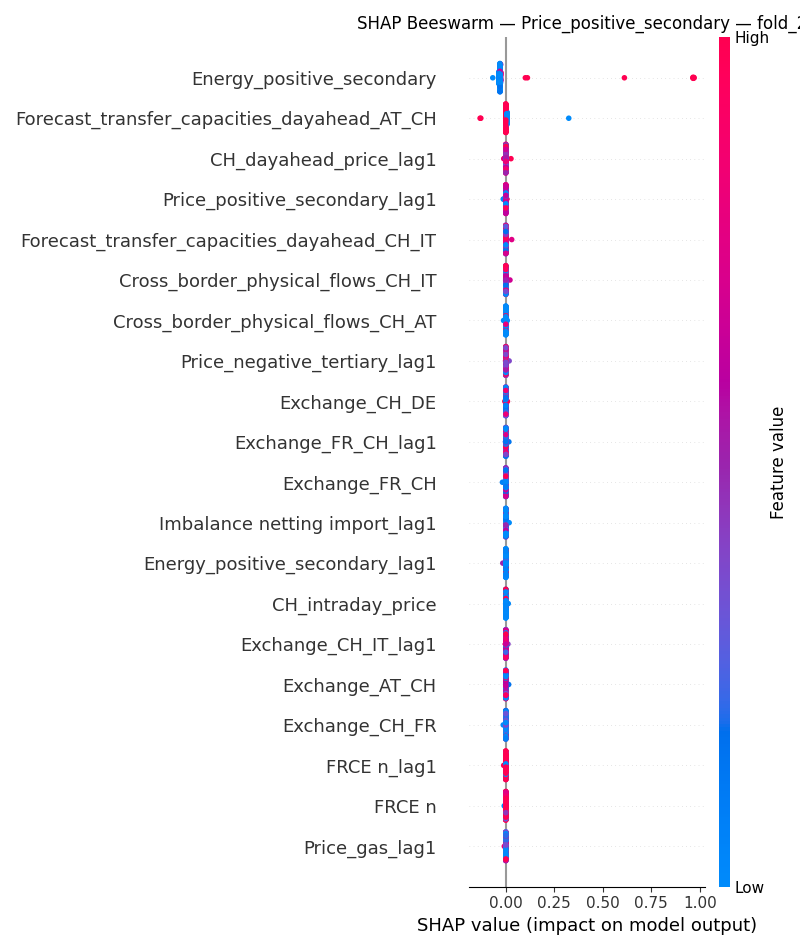 SHAP Beeswarm — Price_positive_secondary — fold_2
High
Energy_positive_secondary
Forecast_transfer_capacities_dayahead_AT_CH
CH_dayahead_price_lag1
Price_positive_secondary_lag1
Forecast_transfer_capacities_dayahead_CH_IT
Cross_border_physical_flows_CH_IT
Cross_border_physical_flows_CH_AT
Price_negative_tertiary_lag1
Exchange_CH_DE
Exchange_FR_CH_lag1
Exchange_FR_CH
Imbalance netting import_lag1
Energy_positive_secondary_lag1
CH_intraday_price
Exchange_CH_IT_lag1
Exchange_AT_CH
Exchange_CH_FR
FRCE n_lag1
FRCE n
Price_gas_lag1
Feature value
Low
0.00 0.25 0.50 0.75 1.00
SHAP value (impact on model output)